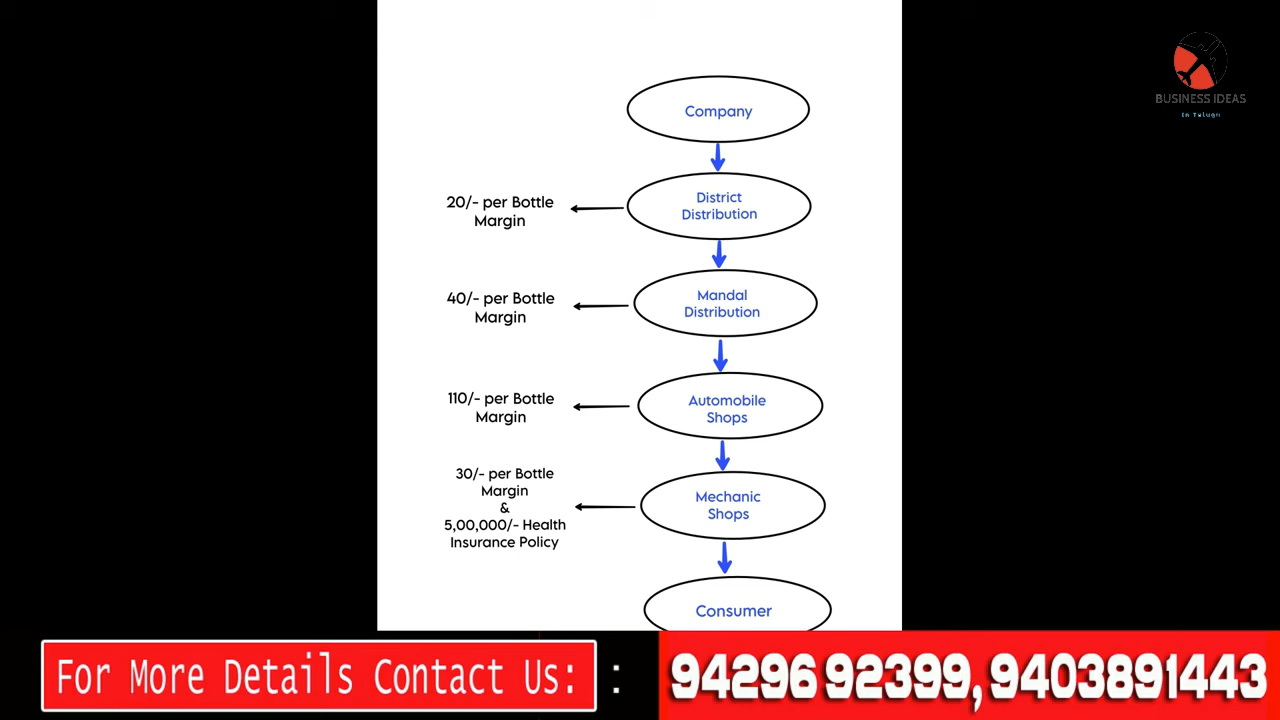 BUSINESS IDEAS
In Telugu
Company
District
Distribution
20/- per Bottle
Margin
Mandal
Distribution
40/- per Bottle
Margin
Automobile
Shops
110/- per Bottle
Margin
Mechanic
Shops
30/- per Bottle
Margin
&
5,00,000/- Health
Insurance Policy
Consumer
For More Details Contact Us: :
94296 92399, 9403891443